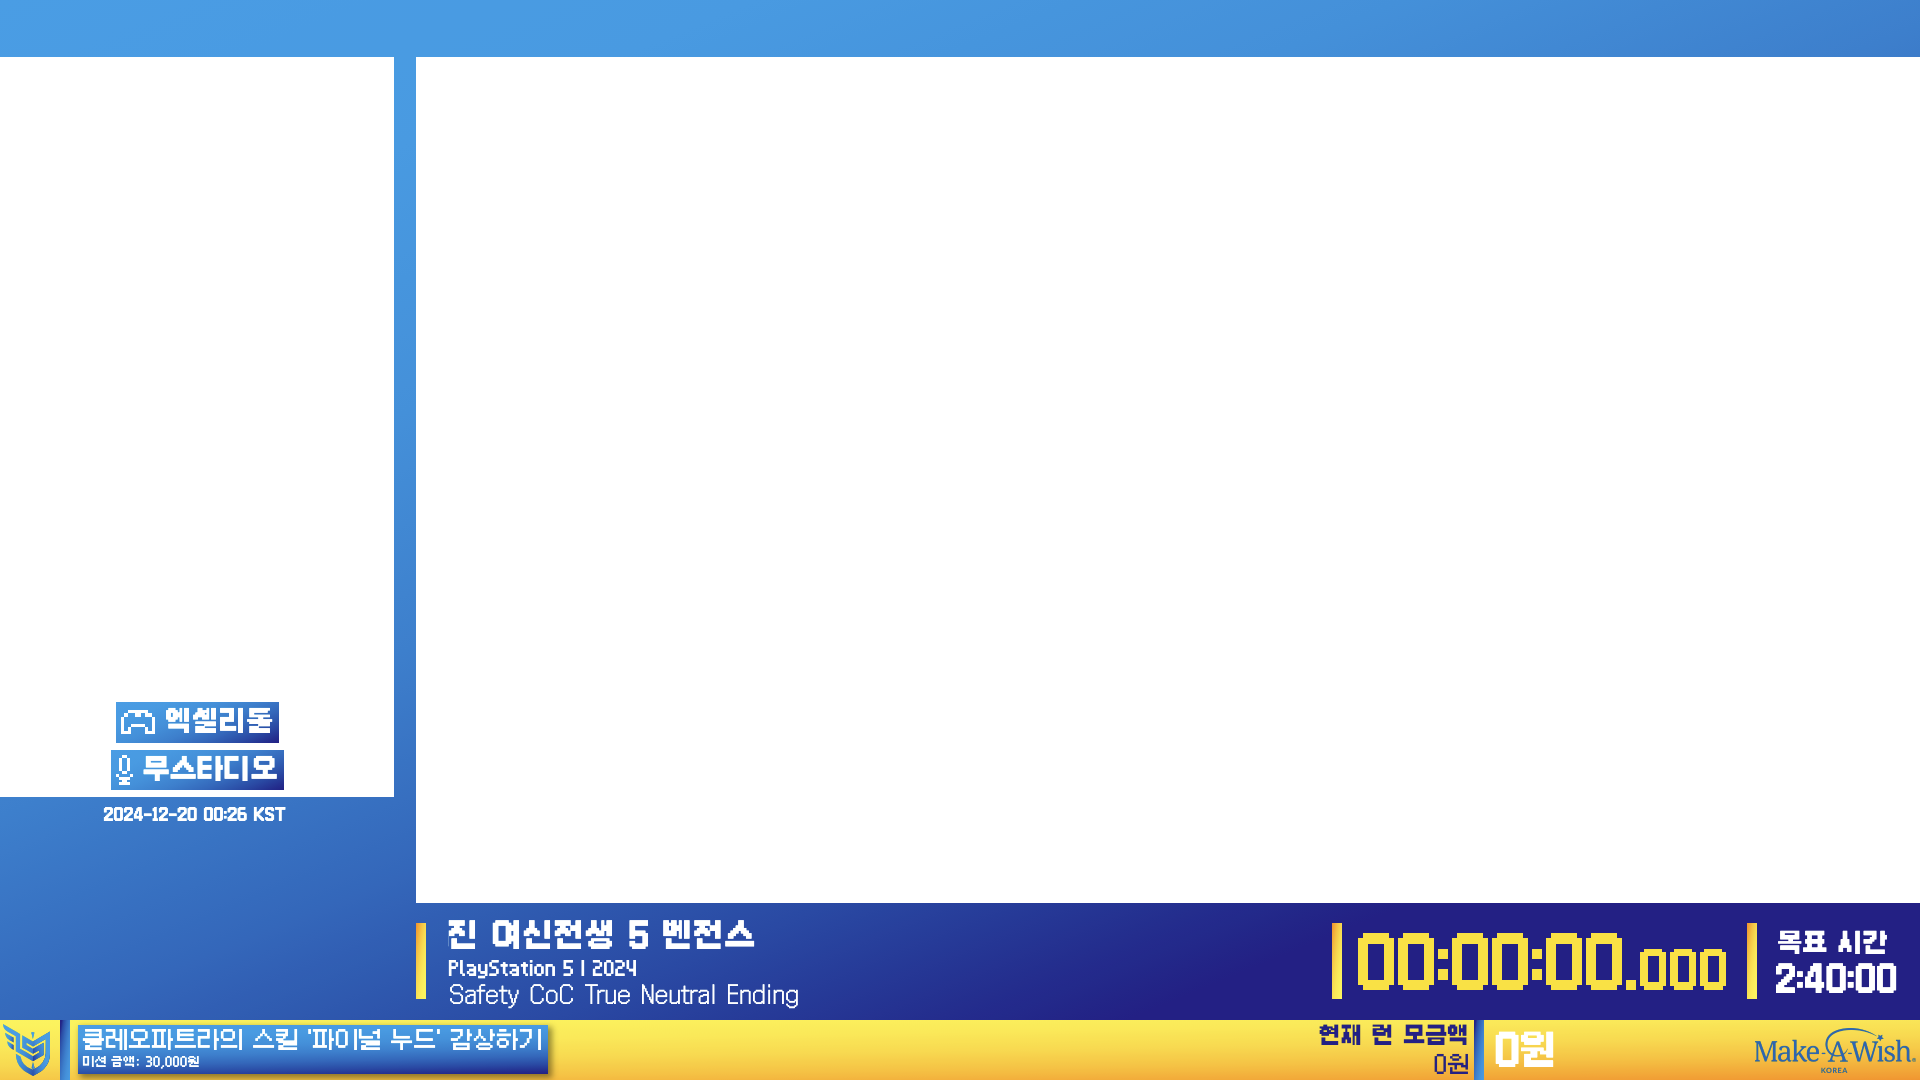 엑셀리돌
무스타디오
2024-12-20 00:26 KST
진 여신전생 5 벤전스
PlayStation 5 | 2024
Safety CoC True Neutral Ending
00:00:00.000
목표 시간
2:40:00
클레오파트라의 스킬 '파이널 누드' 감상하기
미션 금액: 30,000원
현재 런 모금액
0원
0원
Make-A-Wish®
KOREA